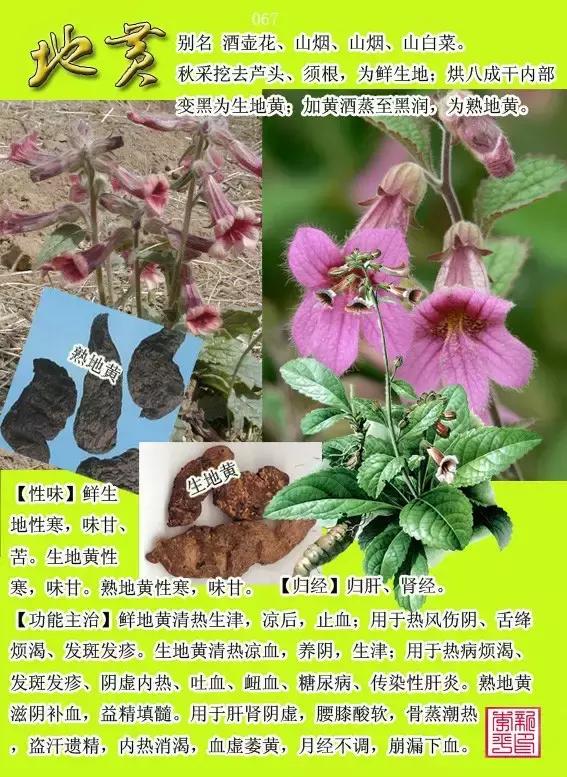 067
地黄
别名 酒壶花、山烟、山烟、山白菜。
秋采挖去芦头、须根，为鲜生地；烘八成干内部
变黑为生地黄；加黄酒蒸至黑润，为熟地黄。
熟地黄
生地黄
【性味】鲜生
地性寒，味甘、
苦。生地黄性
寒，味甘。熟地黄性寒，味甘。
【归经】归肝、肾经。
【功能主治】鲜地黄清热生津，凉后，止血；用于热风伤阴、舌绛
烦渴、发斑发疹。生地黄清热凉血，养阴，生津；用于热病烦渴、
发斑发疹、阴虚内热、吐血、衄血、糖尿病、传染性肝炎。熟地黄
滋阴补血，益精填髓。用于肝肾阴虚，腰膝酸软，骨蒸潮热
，盗汗遗精，内热消渴，血虚萎黄，月经不调，崩漏下血。